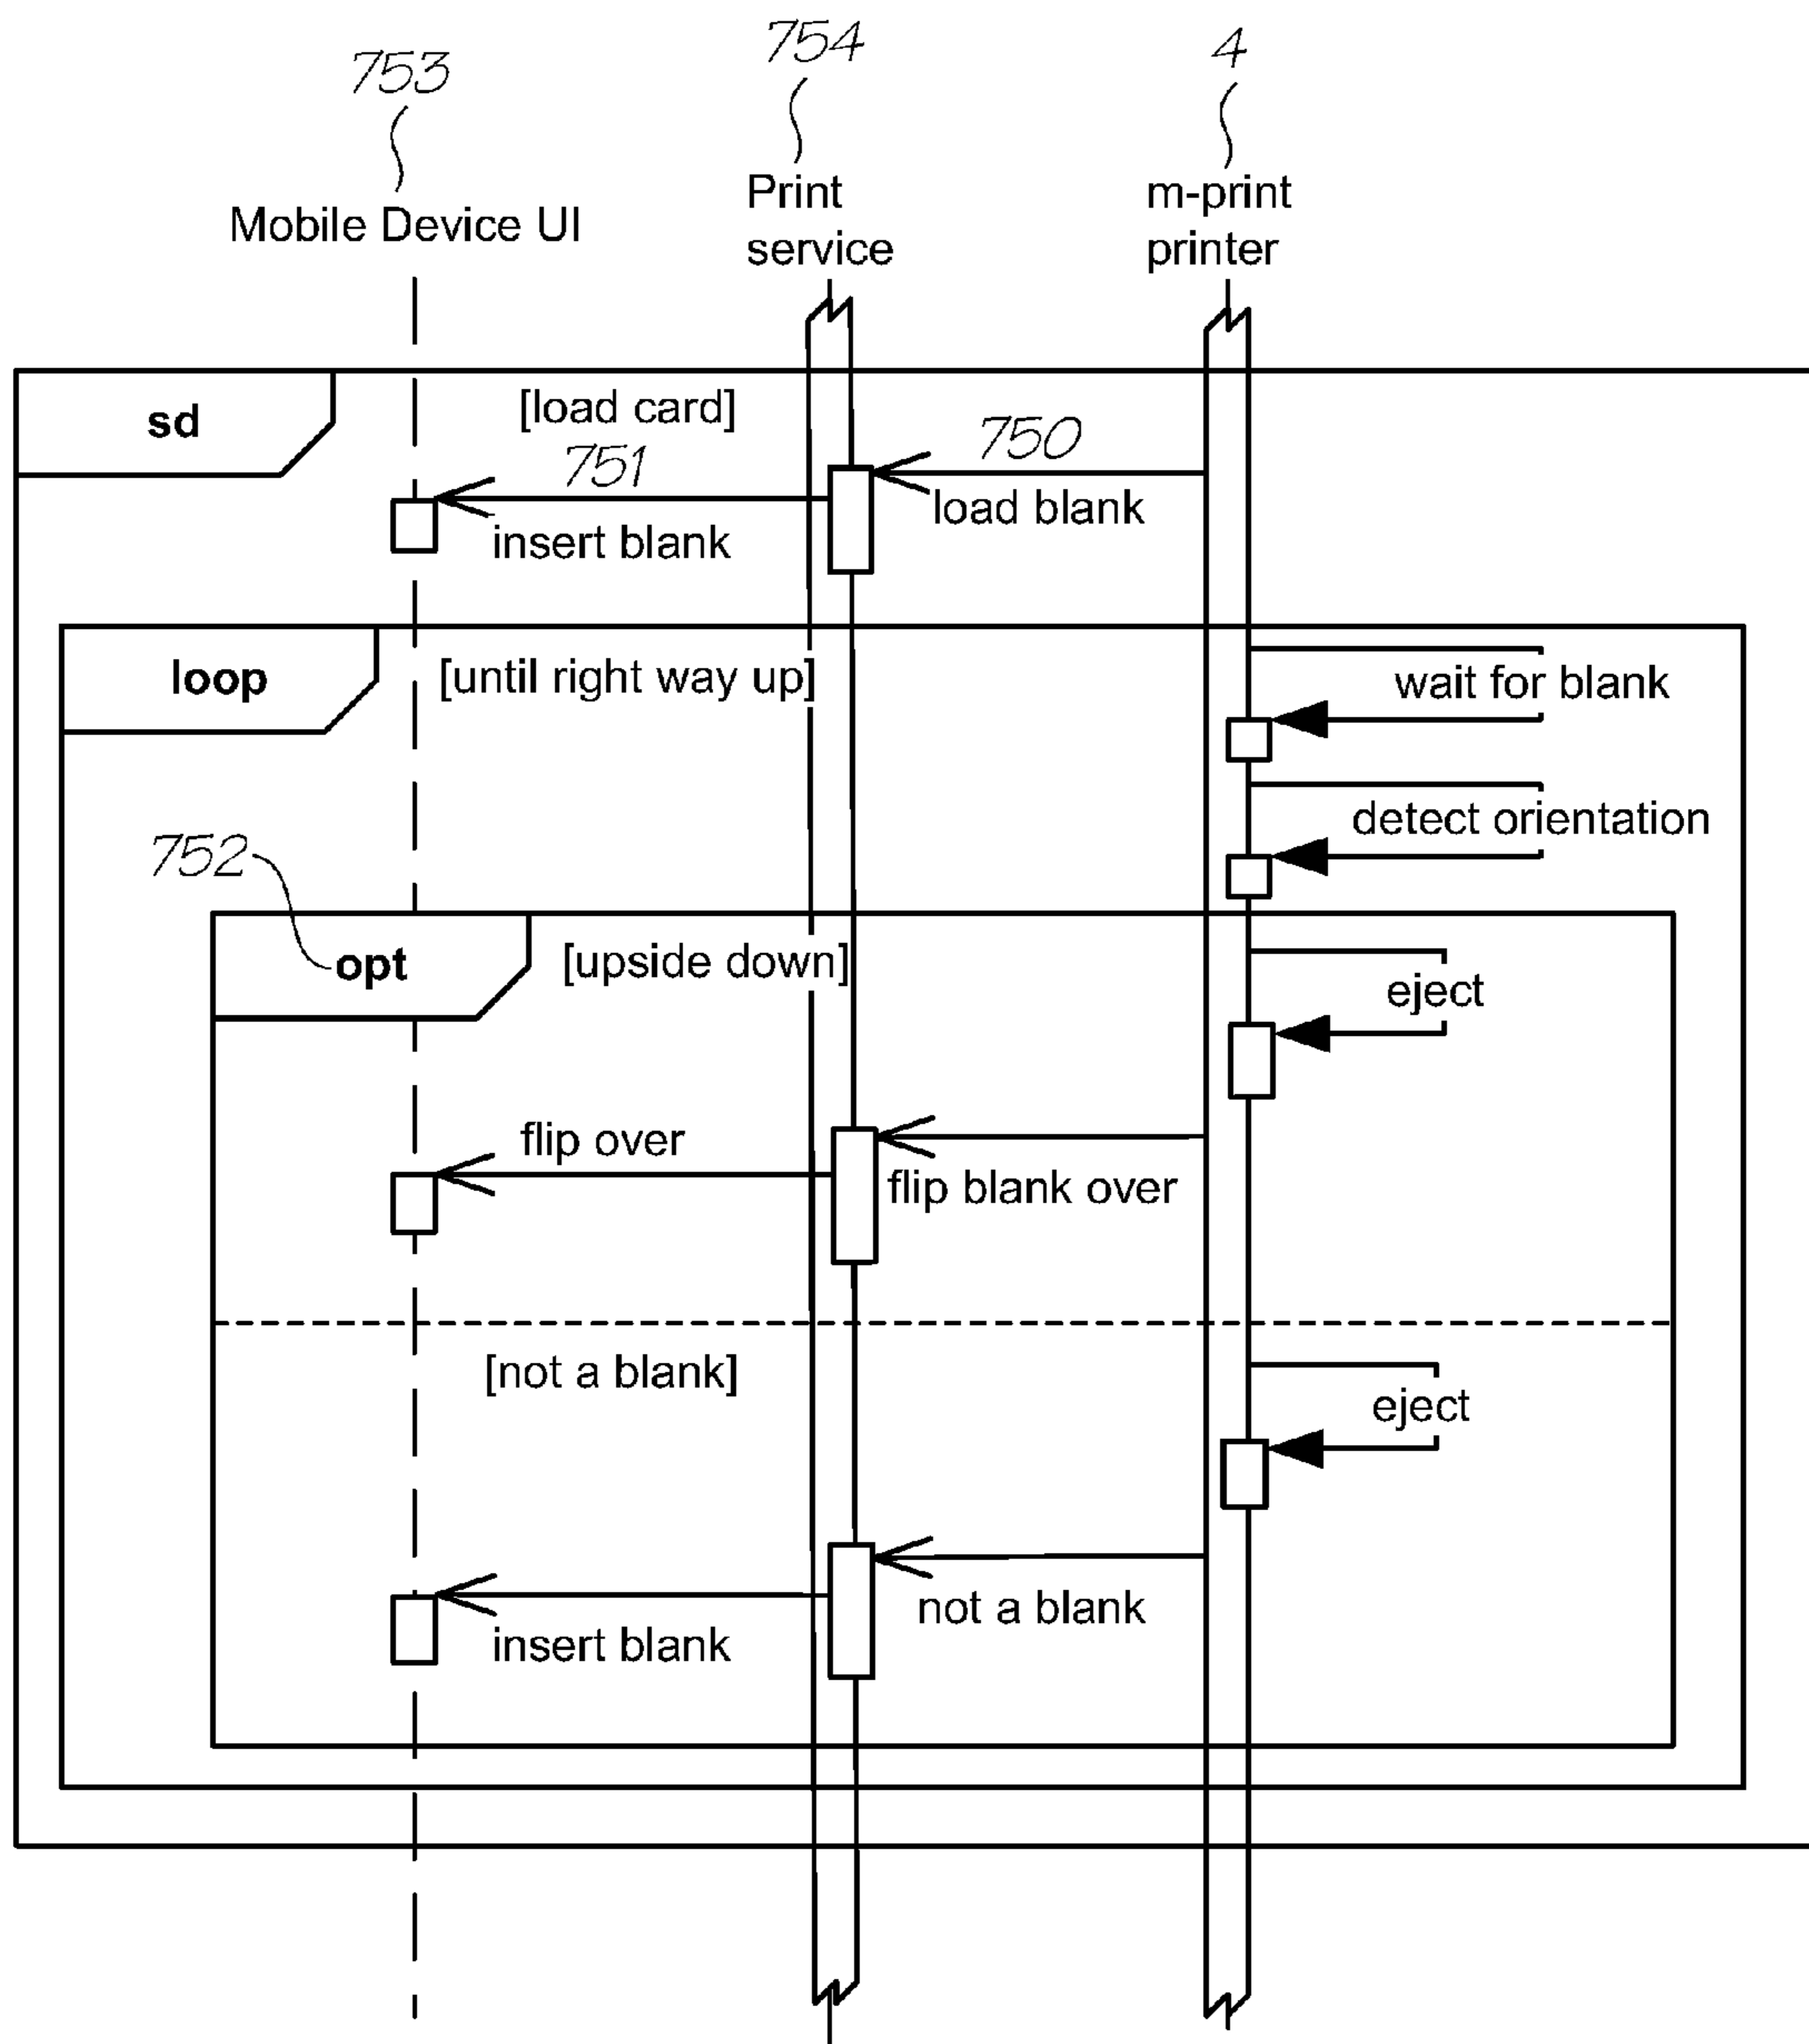 753
754
4
Mobile Device UI
Print
service
m-print
printer
sd
[load card]
751
750
insert blank
load blank
loop
[until right way up]
wait for blank
detect orientation
752
opt
[upside down]
eject
flip over
flip blank over
[not a blank]
eject
not a blank
insert blank